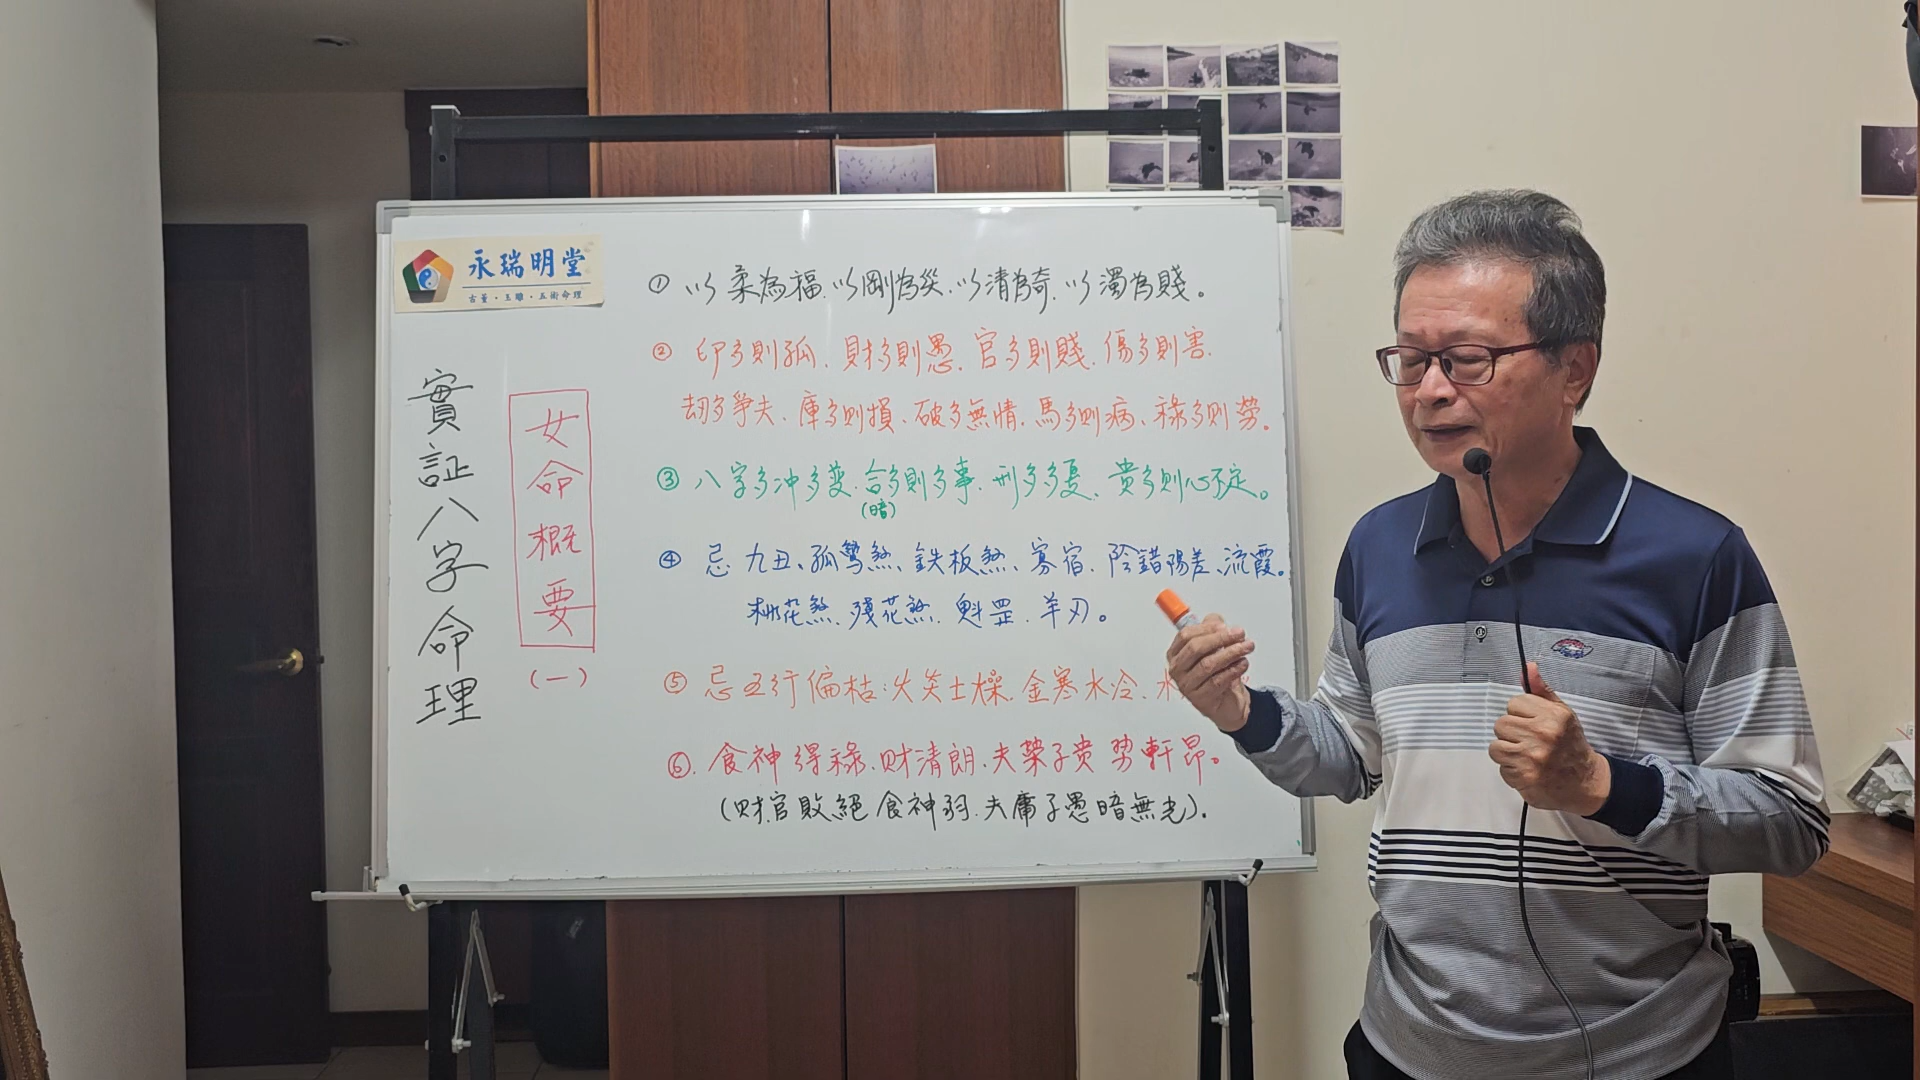 永瑞明堂
古董・玉雕・五術命理
實証八字命理
女命概要
(一)
① 以柔為福.以剛為災.以清為奇.以濁為賤。
② 印多則孤.財多則愚.官多則賤.傷多則害.
劫多爭夫.庫多則損.破多無情.馬多則病、祿多則勞。
③ 八字多冲多變.合多則多事.刑多多憂、貴多則心不定。
(暗)
④ 忌 九丑、孤鸞煞、鉄板煞、寡宿.陰錯陽差、流霞。
桃花煞.殘花煞.魁罡.羊刃。
⑤ 忌五行偏枯:火炎土燥.金寒水冷.水
⑥.食神得祿.财清朗.夫榮子貴势軒昂。
(财官敗絕食神弱.夫庸子愚暗無光)。